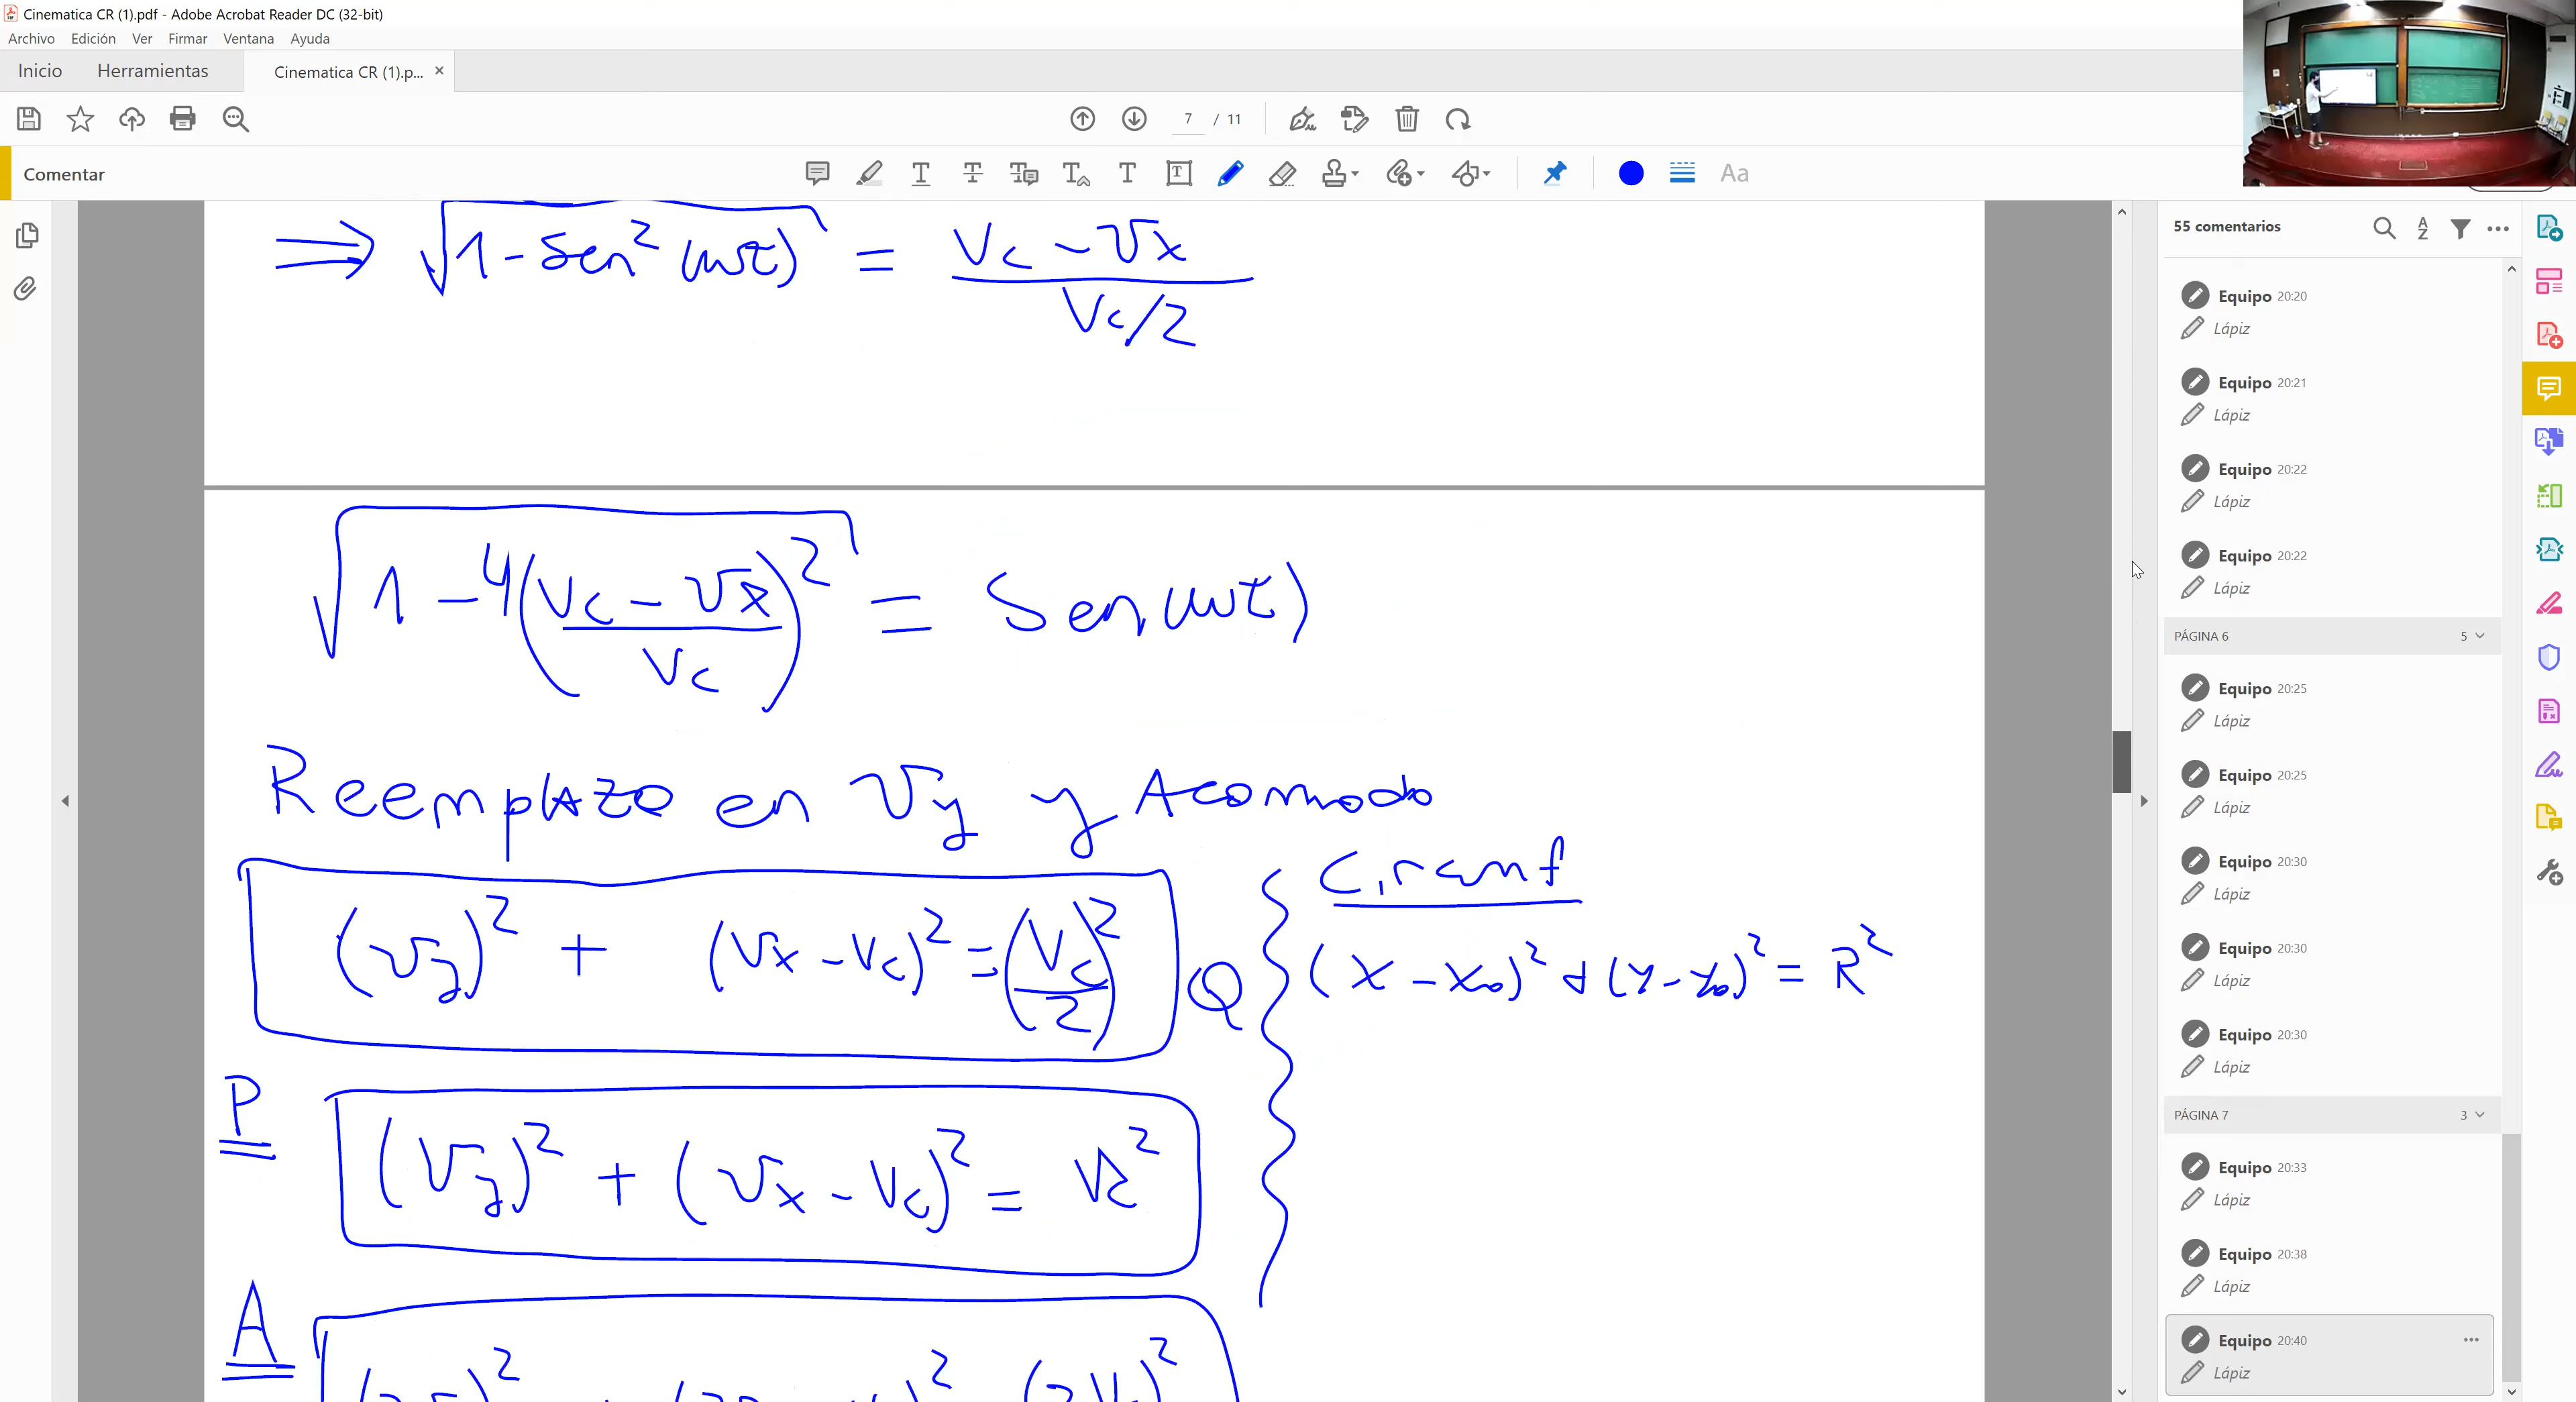 Cinematica CR (1).pdf - Adobe Acrobat Reader DC (32-bit)
Archivo Edición Ver Firmar Ventana Ayuda
Inicio Herramientas Cinematica CR (1).p... ×
7 / 11
Comentar
Aa
⟹ √(1 - Sen² (wt)) = (Vc - Vx) / (Vc/2)
√(1 - 4((Vc - Vx)/Vc)²) = Sen (wt)
Reemplazo en Vy y Acomodo
(Vy)² + (Vx - Vc)² = (Vc/2)² Q
Circunf
(X - X₀)² + (Y - Y₀)² = R²
P
(Vy)² + (Vx - Vc)² = Vc²
A
55 comentarios
Equipo 20:20
Lápiz
Equipo 20:21
Lápiz
Equipo 20:22
Lápiz
Equipo 20:22
Lápiz
PÁGINA 6 5
Equipo 20:25
Lápiz
Equipo 20:25
Lápiz
Equipo 20:30
Lápiz
Equipo 20:30
Lápiz
Equipo 20:30
Lápiz
PÁGINA 7 3
Equipo 20:33
Lápiz
Equipo 20:38
Lápiz
Equipo 20:40
Lápiz